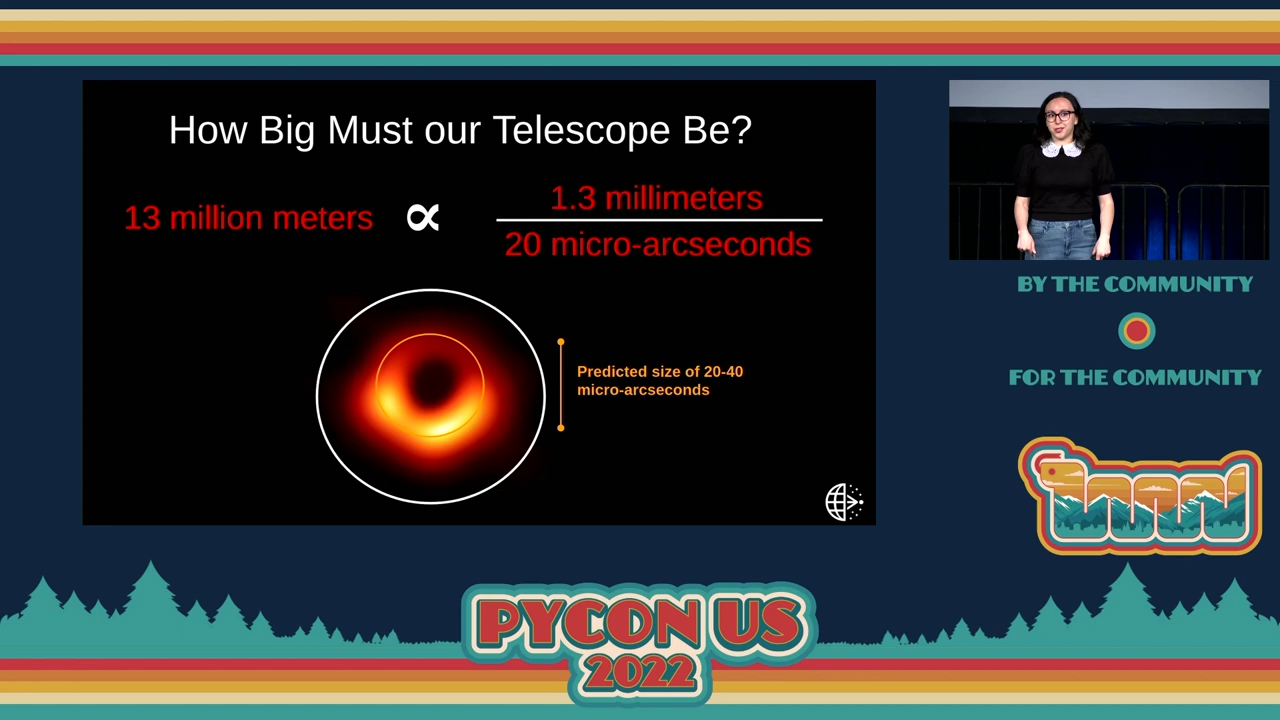 How Big Must our Telescope Be?
13 million meters ∝
1.3 millimeters
20 micro-arcseconds
Predicted size of 20-40
micro-arcseconds
BY THE COMMUNITY
FOR THE COMMUNITY
PYCON US
2022